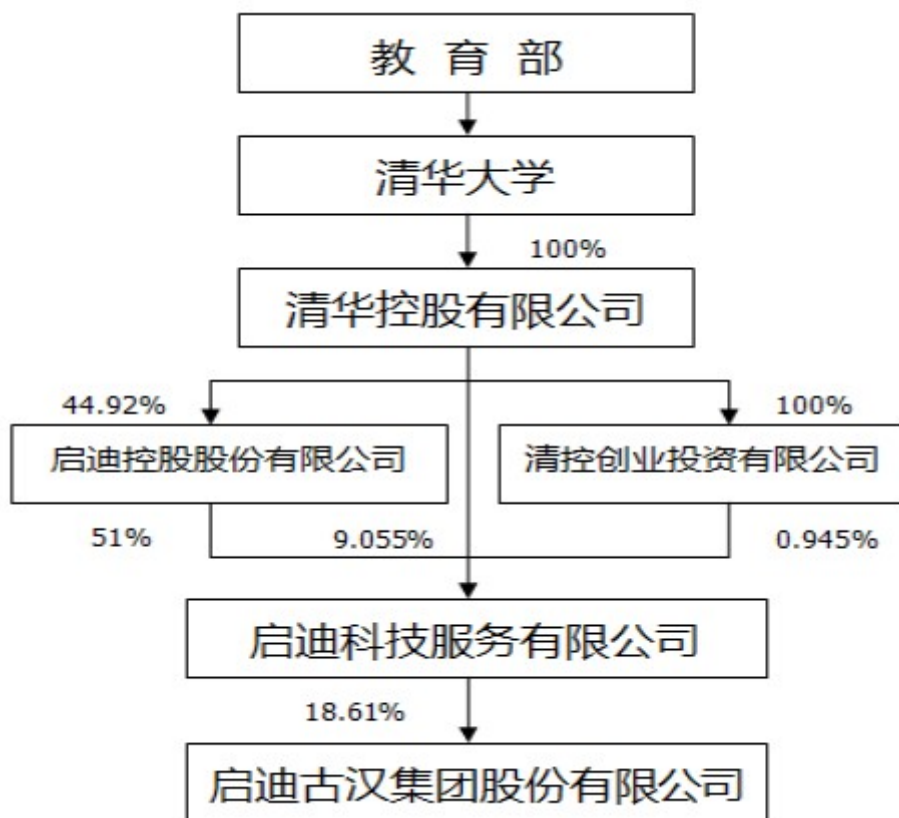 教 育 部
清华大学
100%
清华控股有限公司
44.92%
100%
启迪控股股份有限公司
清控创业投资有限公司
51%
9.055%
0.945%
启迪科技服务有限公司
18.61%
启迪古汉集团股份有限公司